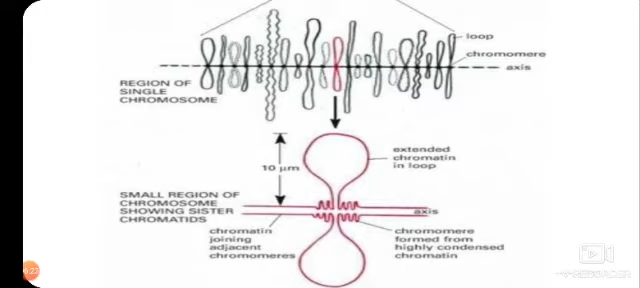 loop
chromomere
axis
REGION OF
SINGLE
CHROMOSOME
extended
chromatin
in loop
10 μm
SMALL REGION OF
CHROMOSOME
SHOWING SISTER
CHROMATIDS
axis
chromatin
joining
adjacent
chromomeres
chromomere
formed from
highly condensed
chromatin